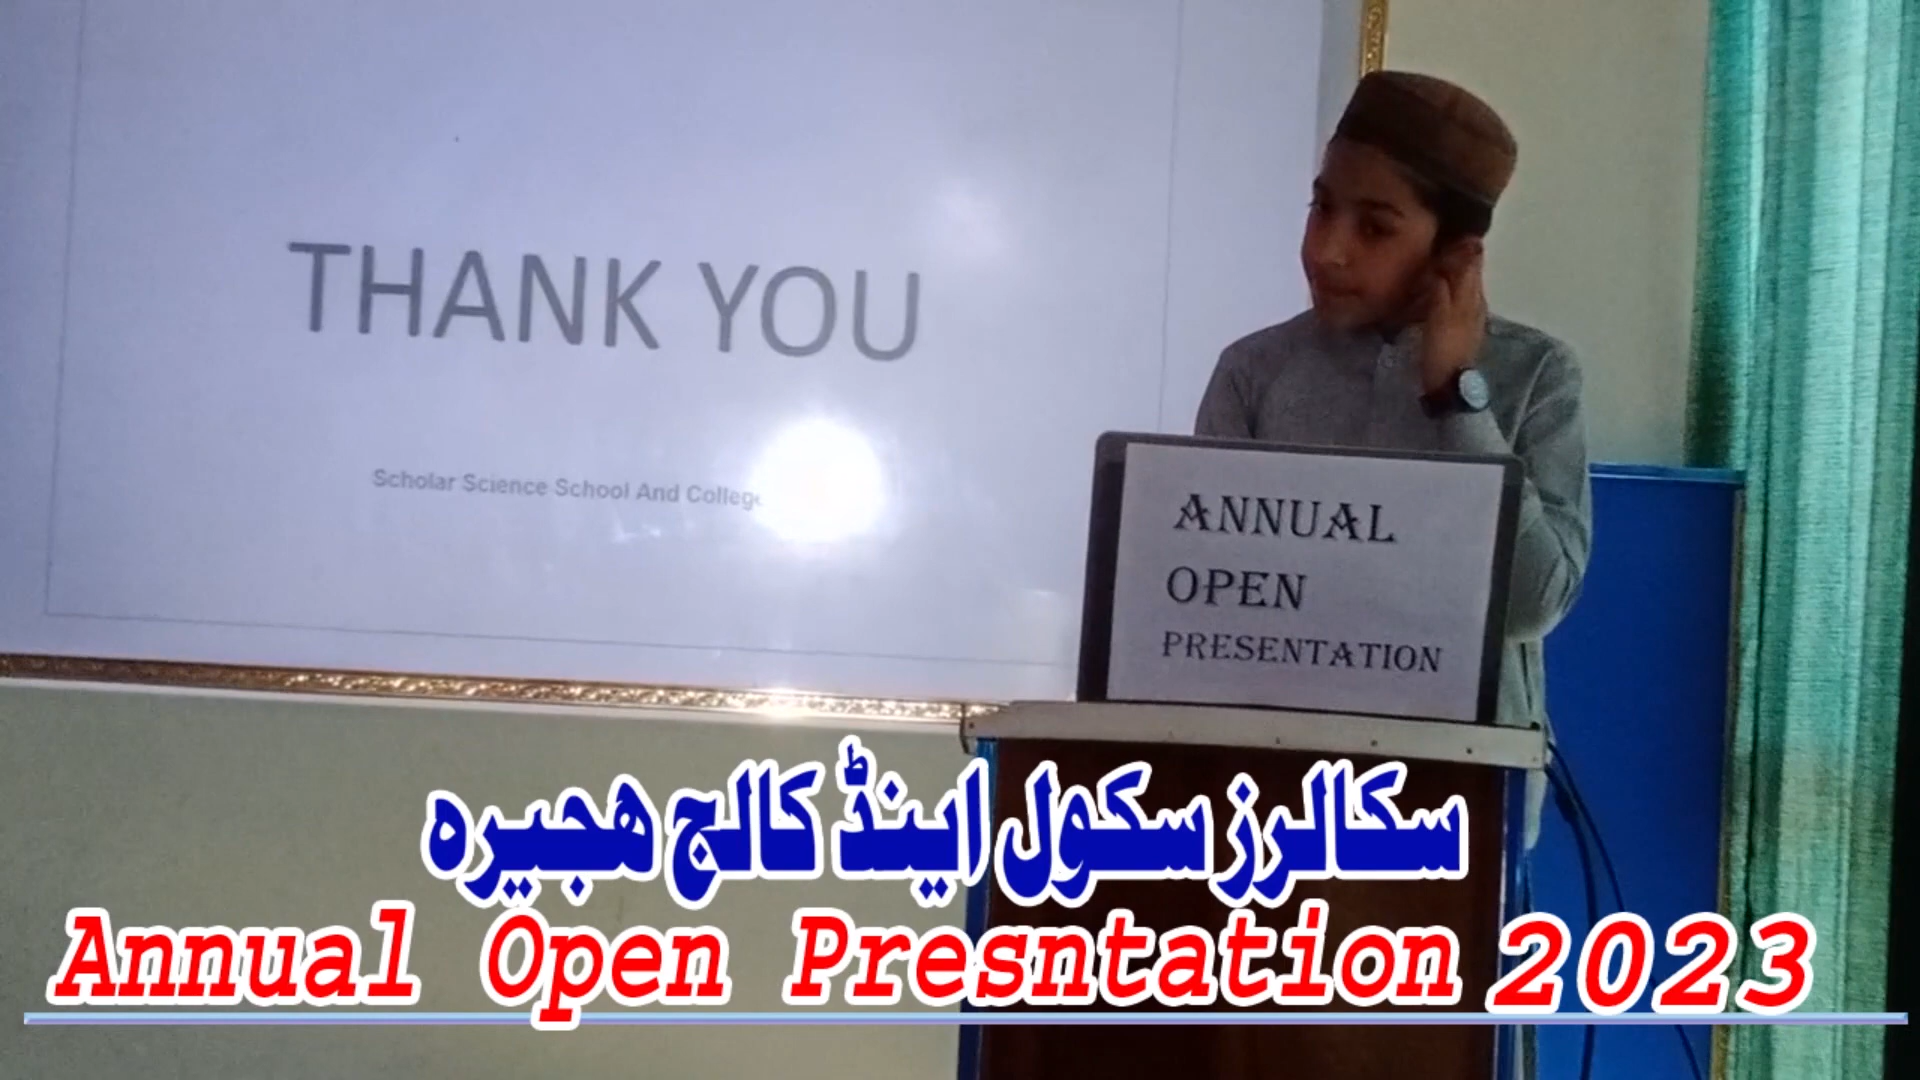 THANK YOU
Scholar Science School And College
ANNUAL
OPEN
PRESENTATION
سکالرز سکول اینڈ کالج ھجیرہ
Annual Open Presntation 2023